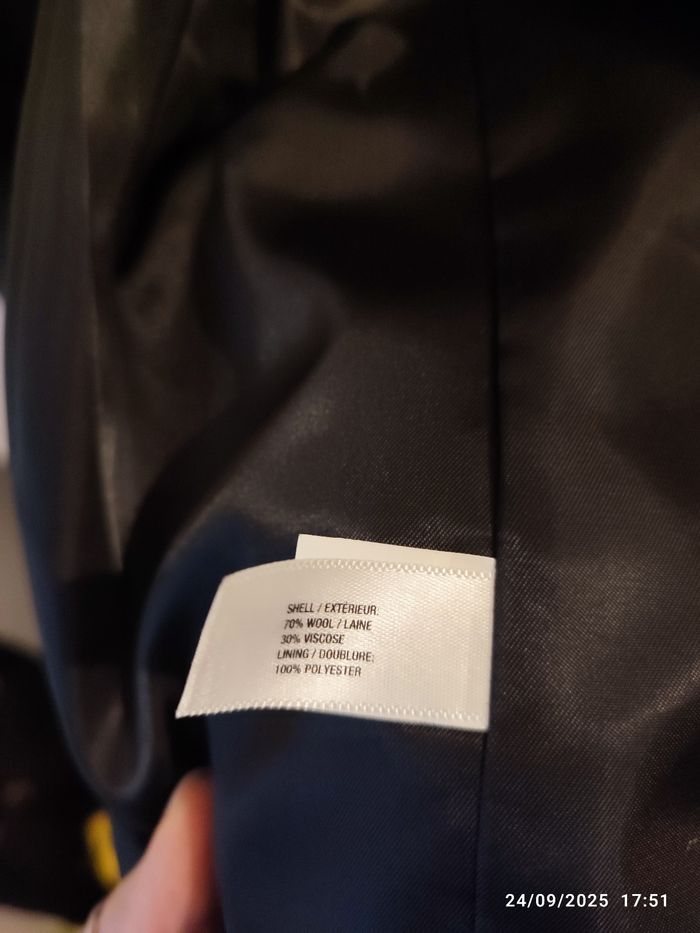 SHELL / EXTÉRIEUR:
70% WOOL / LAINE
30% VISCOSE
LINING / DOUBLURE:
100% POLYESTER
24/09/2025 17:51